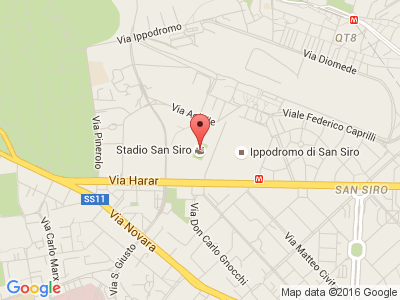 Via Ippodromo
M
QT8
Via Diomede
Via
Viale Federico Caprilli
Via Pinerolo
Stadio San Siro
Ippodromo di San Siro
Via Harar
M
SAN SIRO
SS11
Via Novara
Via Don Carlo Gnocchi
Via Carlo Marx
Via S. Giusto
Via Matteo Civit
Map data ©2016 Google